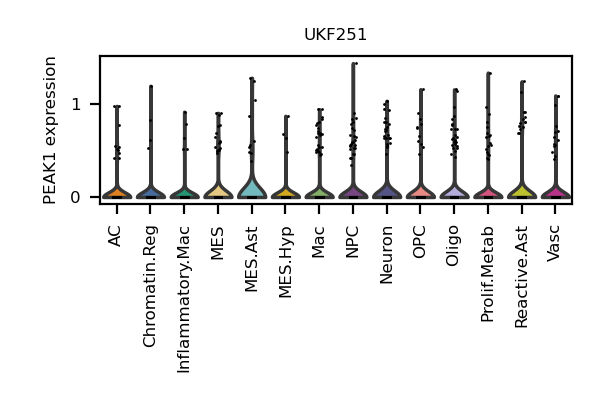 UKF251
PEAK1 expression
1
0
AC
Chromatin.Reg
Inflammatory.Mac
MES
MES.Ast
MES.Hyp
Mac
NPC
Neuron
OPC
Oligo
Prolif.Metab
Reactive.Ast
Vasc